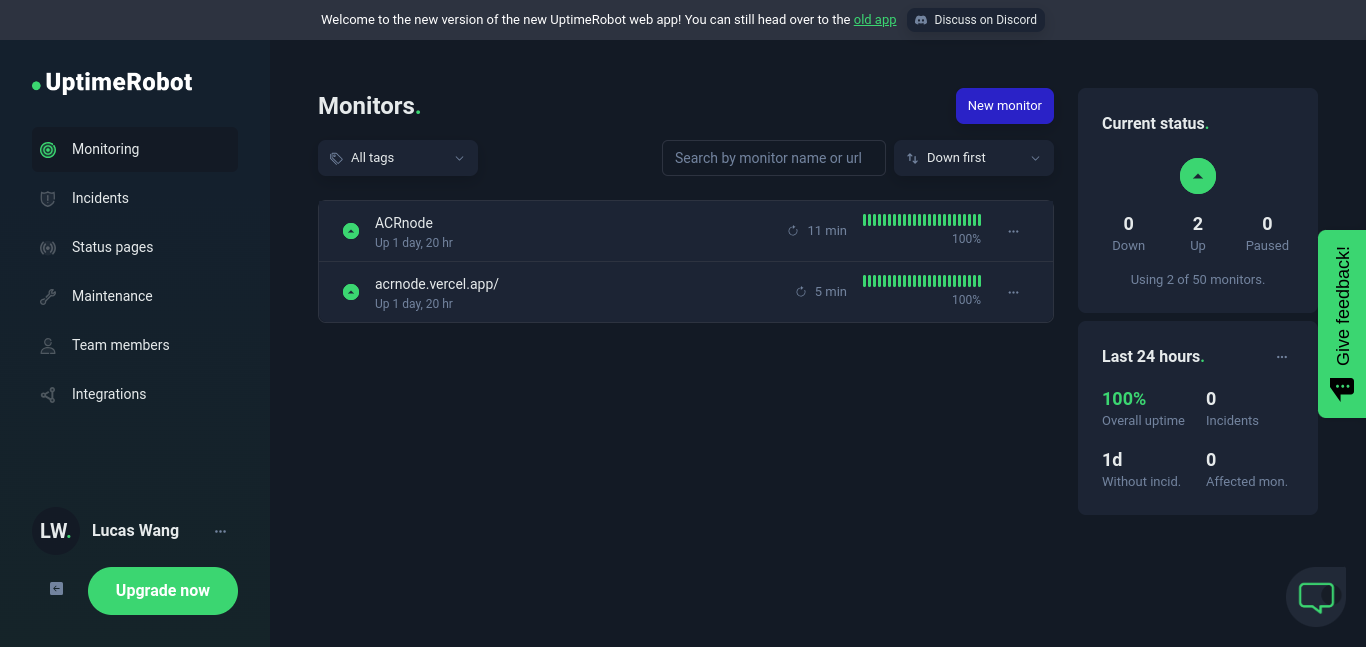 Welcome to the new version of the new UptimeRobot web app! You can still head over to the old app
Discuss on Discord
UptimeRobot
Monitoring
Incidents
Status pages
Maintenance
Team members
Integrations
LW.
Lucas Wang
Upgrade now
Monitors.
New monitor
All tags
Search by monitor name or url
Down first
ACRnode
Up 1 day, 20 hr
11 min
100%
acrnode.vercel.app/
Up 1 day, 20 hr
5 min
100%
Current status.
0 2 0
Down Up Paused
Using 2 of 50 monitors.
Last 24 hours.
100% 0
Overall uptime Incidents
1d 0
Without incid. Affected mon.
Give feedback!